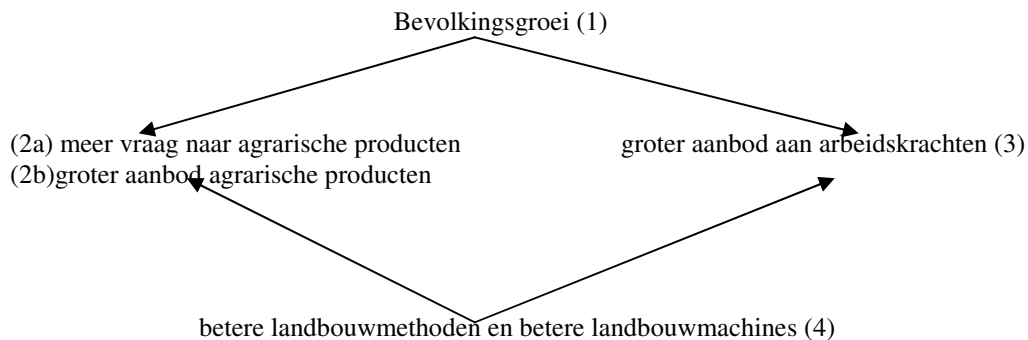 Bevolkingsgroei (1)
(2a) meer vraag naar agrarische producten groter aanbod aan arbeidskrachten (3)
(2b)groter aanbod agrarische producten
betere landbouwmethoden en betere landbouwmachines (4)